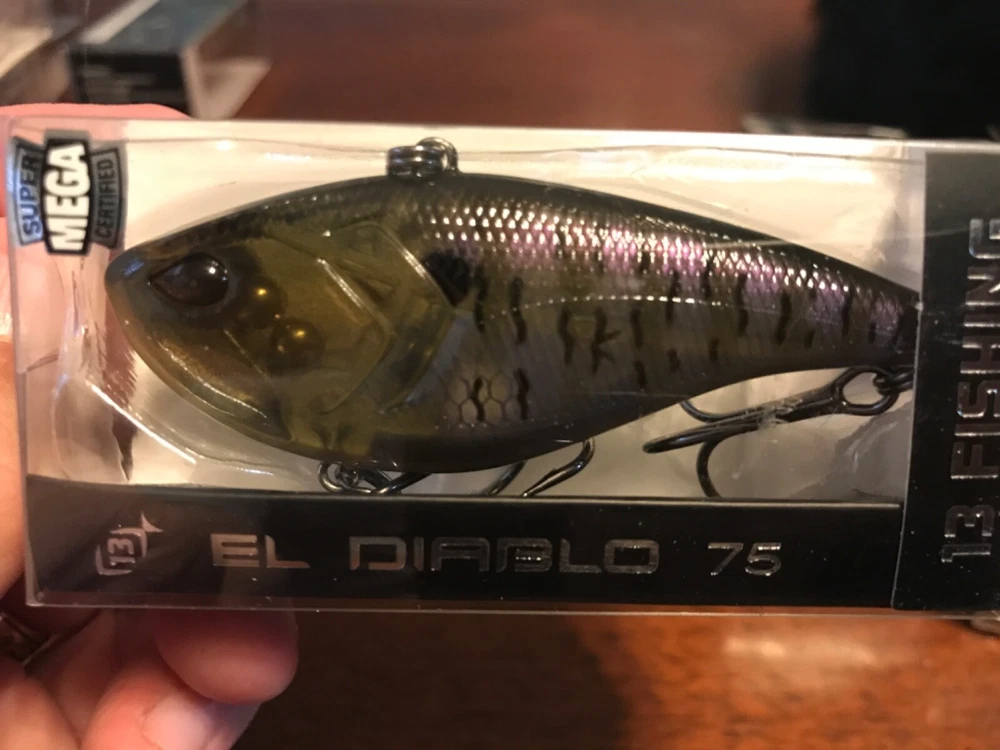 SUPER
MEGA
CERTIFIED
13 FISHING
13
EL DIABLO 75